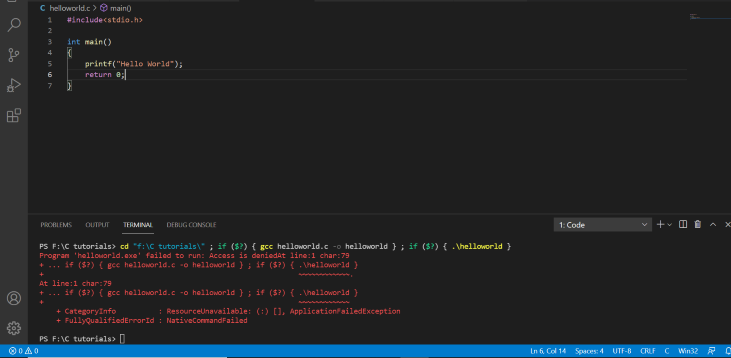 C helloworld.c > main()
1 #include<stdio.h>
2
3 int main()
4 {
5 printf("Hello World");
6 return 0;
7 }
PROBLEMS OUTPUT TERMINAL DEBUG CONSOLE 1: Code
PS F:\C tutorials> cd "f:\C tutorials\" ; if ($?) { gcc helloworld.c -o helloworld } ; if ($?) { .\helloworld }
Program 'helloworld.exe' failed to run: Access is deniedAt line:1 char:79
+ ... if ($?) { gcc helloworld.c -o helloworld } ; if ($?) { .\helloworld }
+ ~~~~~~~~~~~~.
At line:1 char:79
+ ... if ($?) { gcc helloworld.c -o helloworld } ; if ($?) { .\helloworld }
+ ~~~~~~~~~~~~
+ CategoryInfo : ResourceUnavailable: (:) [], ApplicationFailedException
+ FullyQualifiedErrorId : NativeCommandFailed
PS F:\C tutorials>
0 0 Ln 6, Col 14 Spaces: 4 UTF-8 CRLF C Win32